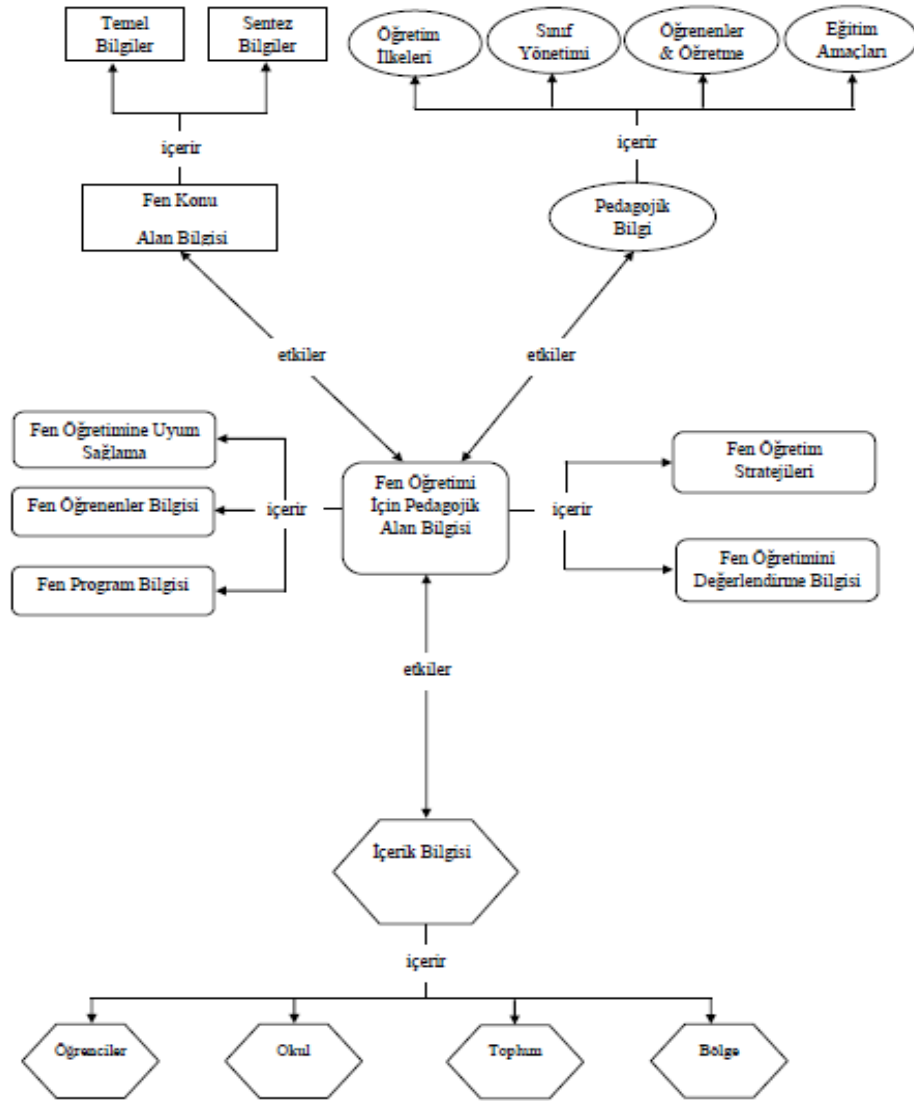 Temel
Bilgiler
Sentez
Bilgiler
Öğretim
İlkeleri
Sınıf
Yönetimi
Öğrenenler
& Öğretme
Eğitim
Amaçları
içerir
içerir
Fen Konu
Alan Bilgisi
Pedagojik
Bilgi
etkiler
etkiler
Fen Öğretimine Uyum
Sağlama
Fen Öğrenenler Bilgisi
Fen Program Bilgisi
içerir
Fen Öğretimi
İçin Pedagojik
Alan Bilgisi
içerir
Fen Öğretim
Stratejileri
Fen Öğretimini
Değerlendirme Bilgisi
etkiler
İçerik Bilgisi
içerir
Öğrenciler
Okul
Toplum
Bölge